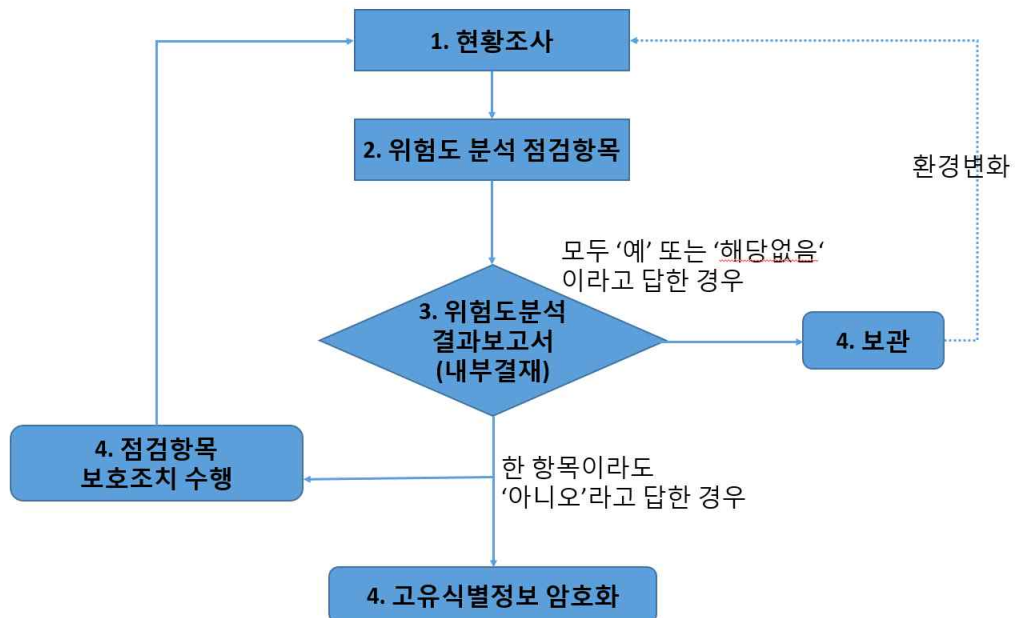 1. 현황조사
2. 위험도 분석 점검항목
환경변화
모두 ‘예’ 또는 ‘해당없음‘
이라고 답한 경우
3. 위험도분석
결과보고서
(내부결재)
4. 보관
4. 점검항목
보호조치 수행
한 항목이라도
‘아니오’라고 답한 경우
4. 고유식별정보 암호화